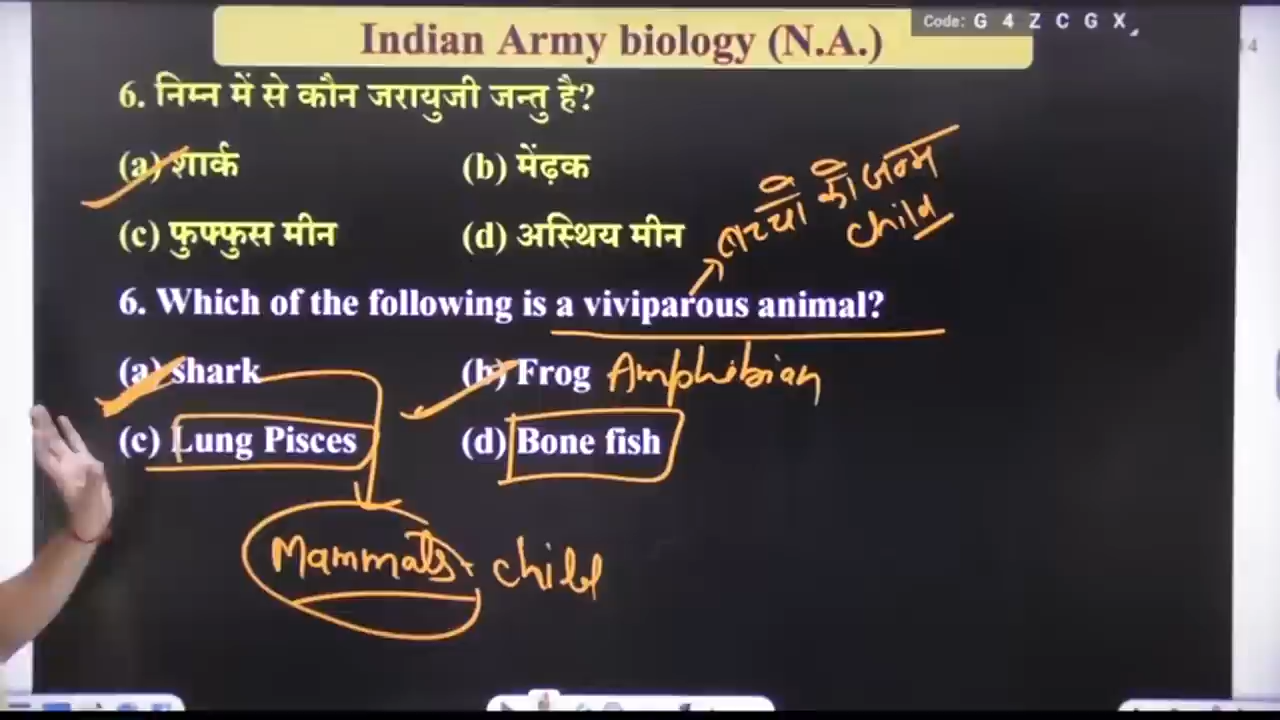 Indian Army biology (N.A.)
Code: G 4 Z C G X
14
6. निम्न में से कौन जरायुजी जन्तु है?
(a) शार्क (b) मेंढ़क
(c) फुफ्फुस मीन (d) अस्थिय मीन
बच्चों को जन्म
child
6. Which of the following is a viviparous animal?
(a) shark (b) Frog Amphibian
(c) Lung Pisces (d) Bone fish
Mammals child